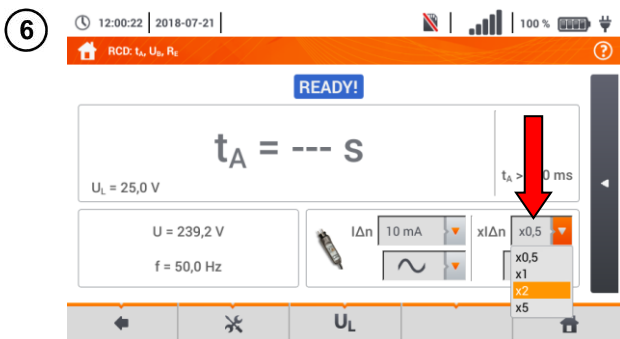 6
12:00:22 2018-07-21 100 %
RCD: tA, UB, RE ?
READY!
tA = --- s
UL = 25,0 V
ms
U = 239,2 V
f = 50,0 Hz
IΔn 10 mA xIΔn x0,5
x0,5
x1
x2
x5
UL